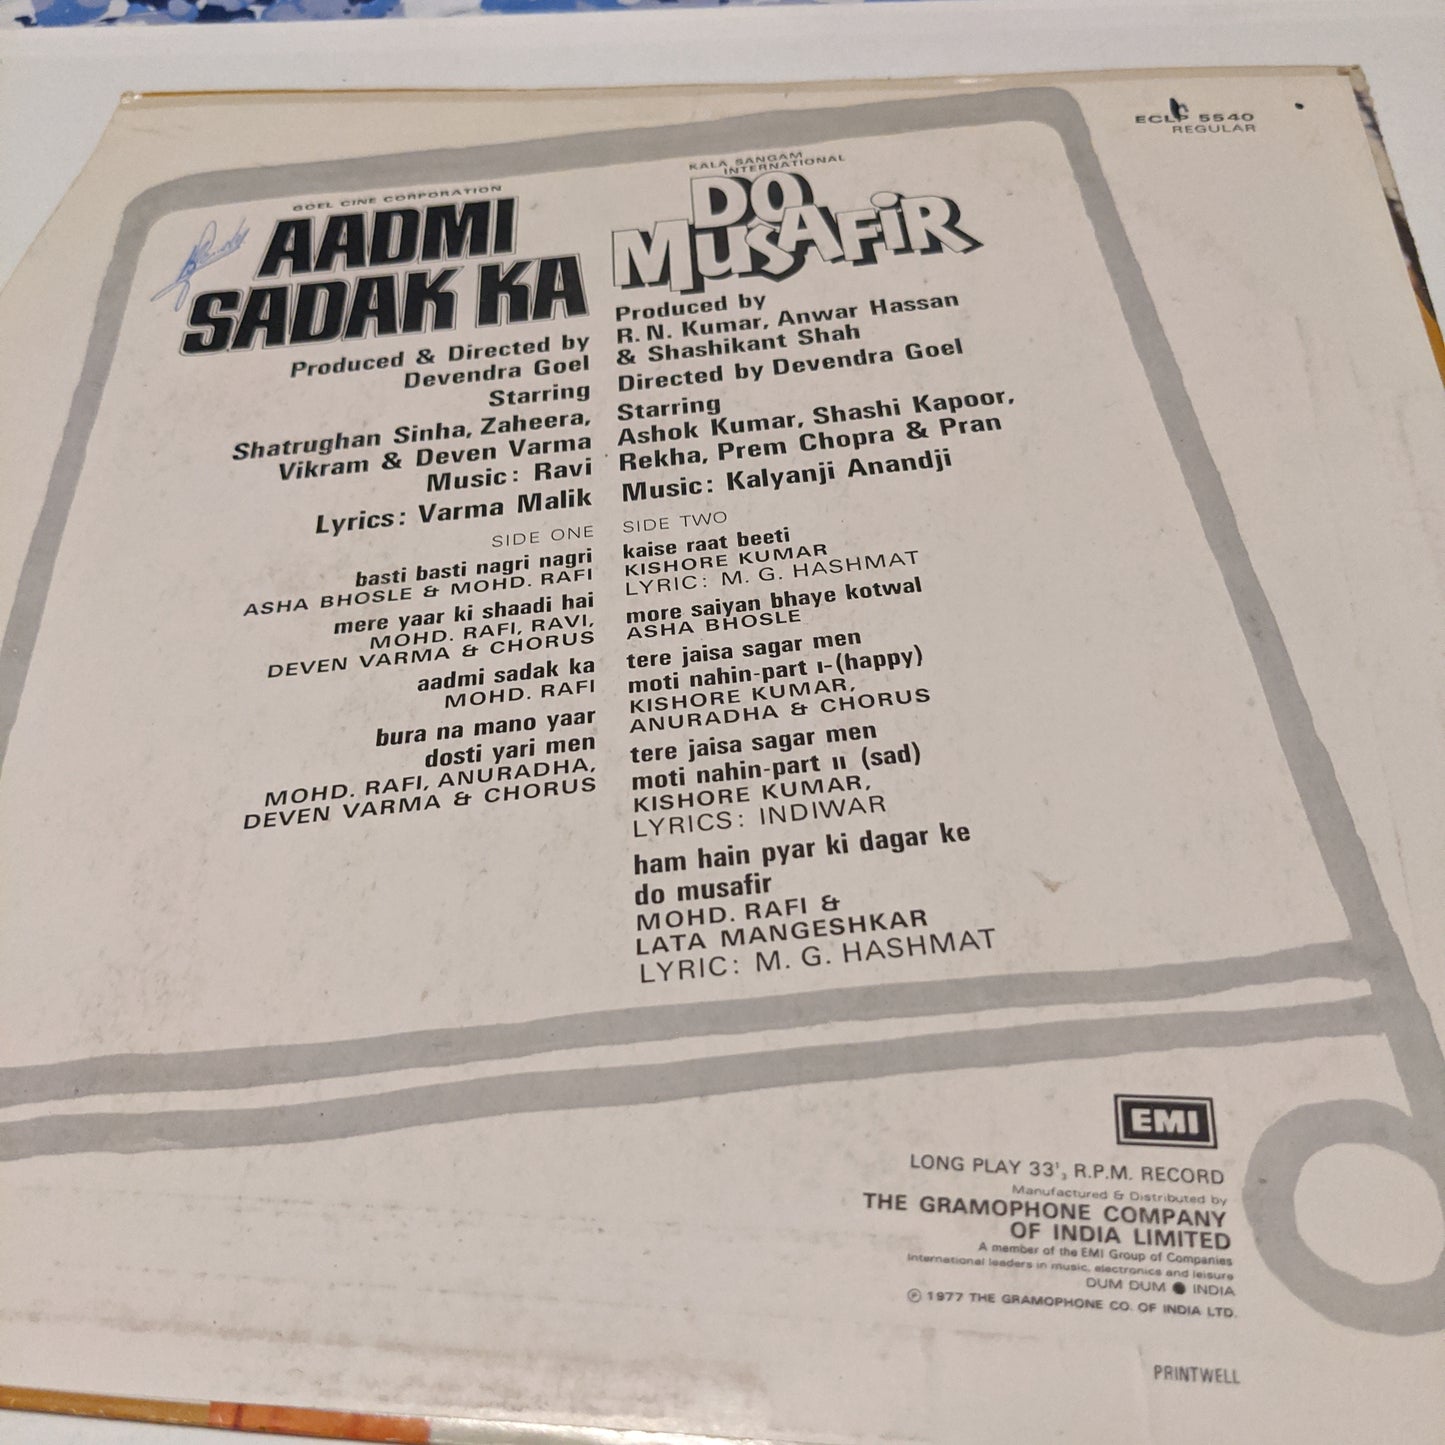 ECLP 5540
REGULAR
GOEL CINE CORPORATION
AADMI
SADAK KA
Produced & Directed by
Devendra Goel
Starring
Shatrughan Sinha, Zaheera,
Vikram & Deven Varma
Music: Ravi
Lyrics: Varma Malik
SIDE ONE
basti basti nagri nagri
ASHA BHOSLE & MOHD. RAFI
mere yaar ki shaadi hai
MOHD. RAFI, RAVI,
DEVEN VARMA & CHORUS
aadmi sadak ka
MOHD. RAFI
bura na mano yaar
dosti yari men
MOHD. RAFI, ANURADHA,
DEVEN VARMA & CHORUS
KALA SANGAM
INTERNATIONAL
DO
MUSAFiR
Produced by
R. N. Kumar, Anwar Hassan
& Shashikant Shah
Directed by Devendra Goel
Starring
Ashok Kumar, Shashi Kapoor,
Rekha, Prem Chopra & Pran
Music: Kalyanji Anandji
SIDE TWO
kaise raat beeti
KISHORE KUMAR
LYRIC: M. G. HASHMAT
more saiyan bhaye kotwal
ASHA BHOSLE
tere jaisa sagar men
moti nahin-part ı-(happy)
KISHORE KUMAR,
ANURADHA & CHORUS
tere jaisa sagar men
moti nahin-part ıı (sad)
KISHORE KUMAR,
LYRICS: INDIWAR
ham hain pyar ki dagar ke
do musafir
MOHD. RAFI &
LATA MANGESHKAR
LYRIC: M. G. HASHMAT
EMI
LONG PLAY 33⅓ R.P.M. RECORD
Manufactured & Distributed by
THE GRAMOPHONE COMPANY
OF INDIA LIMITED
A member of the EMI Group of Companies
International leaders in music, electronics and leisure
DUM DUM ● INDIA
℗ 1977 THE GRAMOPHONE CO. OF INDIA LTD.
PRINTWELL